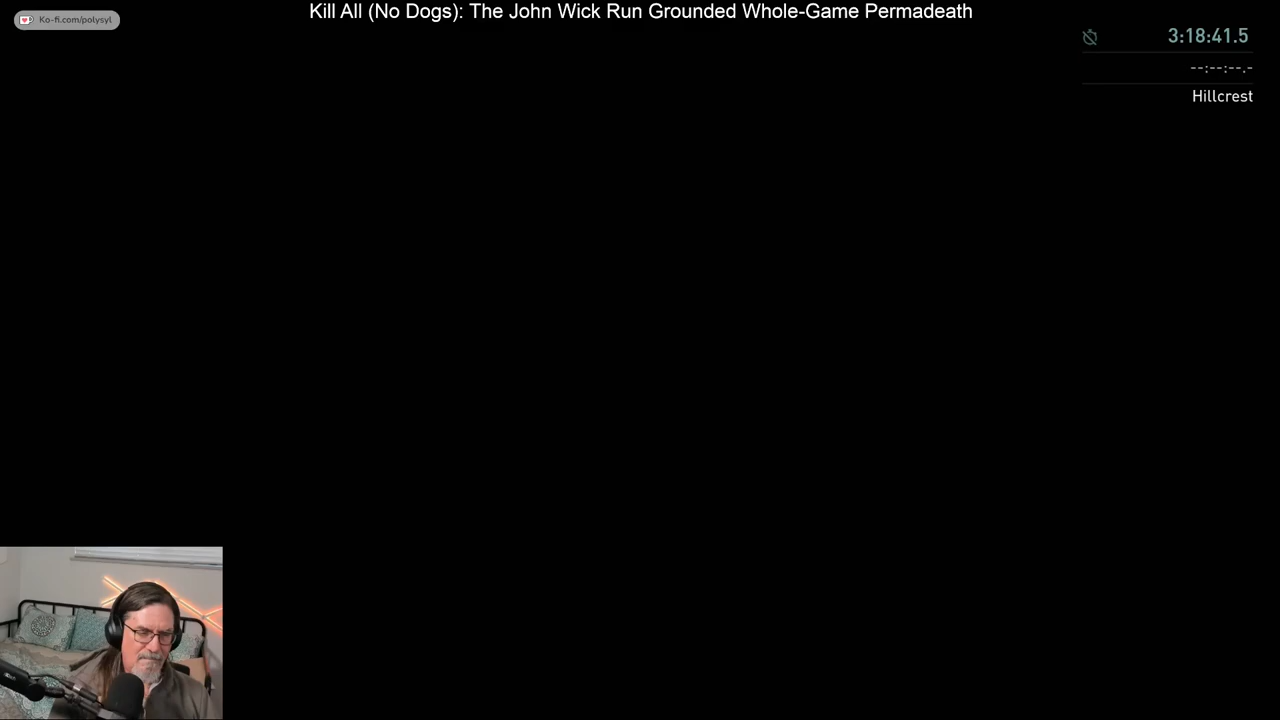 Ko-fi.com/polysyl
Kill All (No Dogs): The John Wick Run Grounded Whole-Game Permadeath
3:18:41.5
--:--:--.-
Hillcrest